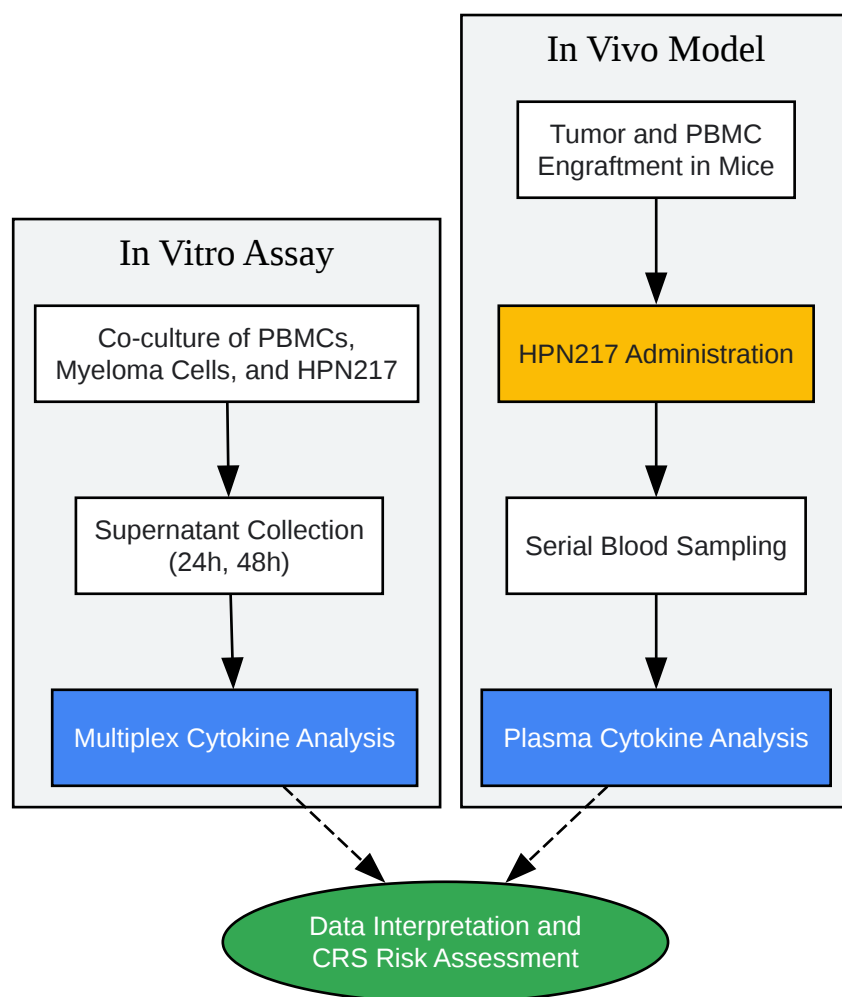 In Vitro Assay
Co-culture of PBMCs,
Myeloma Cells, and HPN217
Supernatant Collection
(24h, 48h)
Multiplex Cytokine Analysis
In Vivo Model
Tumor and PBMC
Engraftment in Mice
HPN217 Administration
Serial Blood Sampling
Plasma Cytokine Analysis
Data Interpretation and
CRS Risk Assessment